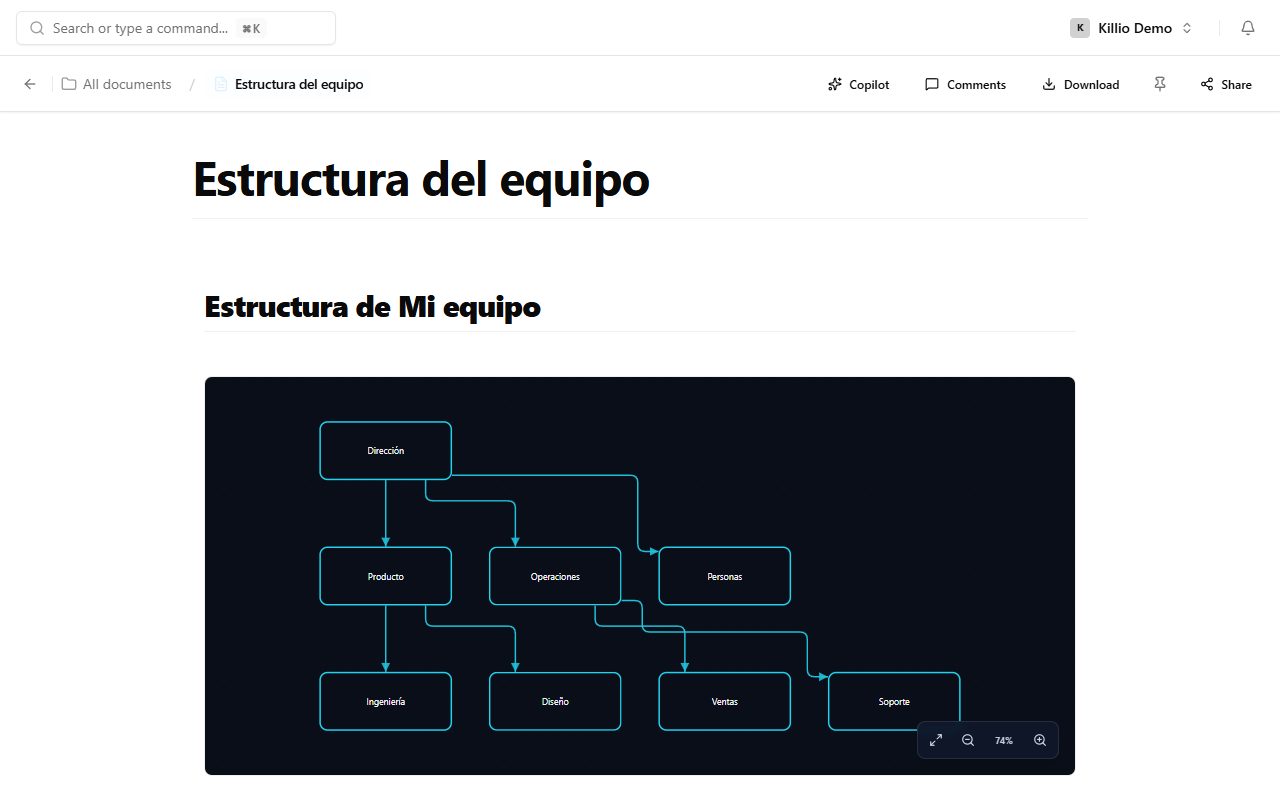 Search or type a command... ⌘K
K Killio Demo
All documents / Estructura del equipo
Copilot
Comments
Download
Share
Estructura del equipo
Estructura de Mi equipo
Dirección
Producto
Operaciones
Personas
Ingeniería
Diseño
Ventas
Soporte
74%